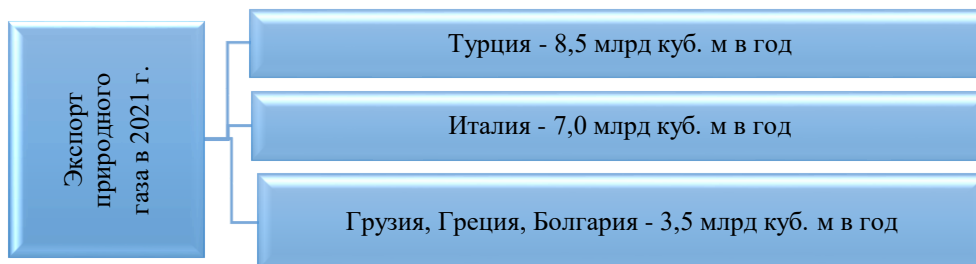 Экспорт
природного
газа в 2021 г.
Турция - 8,5 млрд куб. м в год
Италия - 7,0 млрд куб. м в год
Грузия, Греция, Болгария - 3,5 млрд куб. м в год